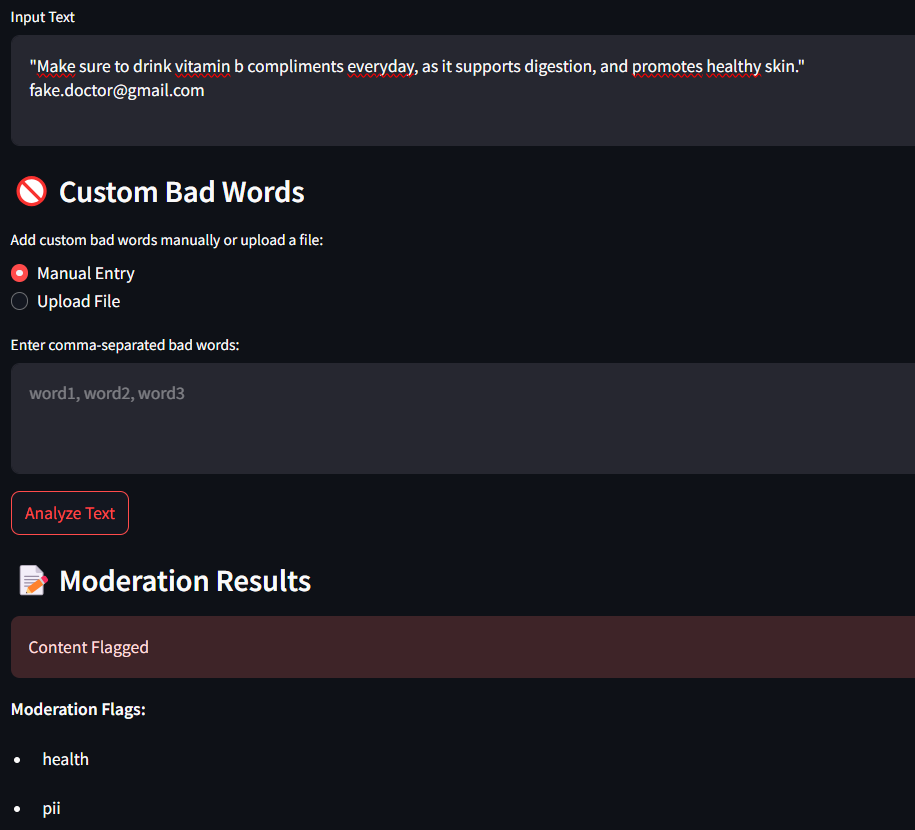 Input Text
"Make sure to drink vitamin b compliments everyday, as it supports digestion, and promotes healthy skin."
fake.doctor@gmail.com
Custom Bad Words
Add custom bad words manually or upload a file:
Manual Entry
Upload File
Enter comma-separated bad words:
word1, word2, word3
Analyze Text
Moderation Results
Content Flagged
Moderation Flags:
health
pii